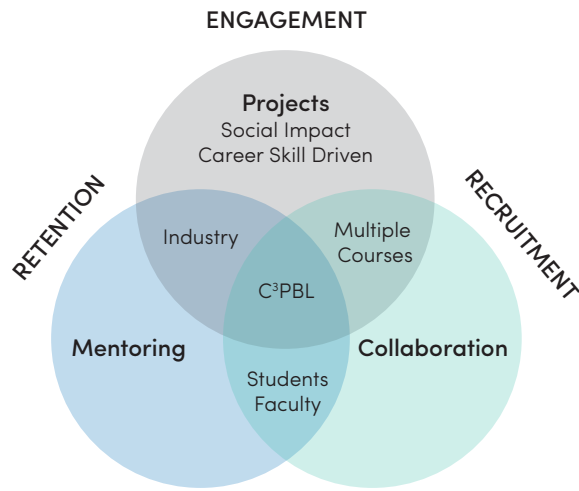 ENGAGEMENT
Projects
Social Impact
Career Skill Driven
RETENTION
RECRUITMENT
Industry
Multiple
Courses
C³PBL
Mentoring
Collaboration
Students
Faculty